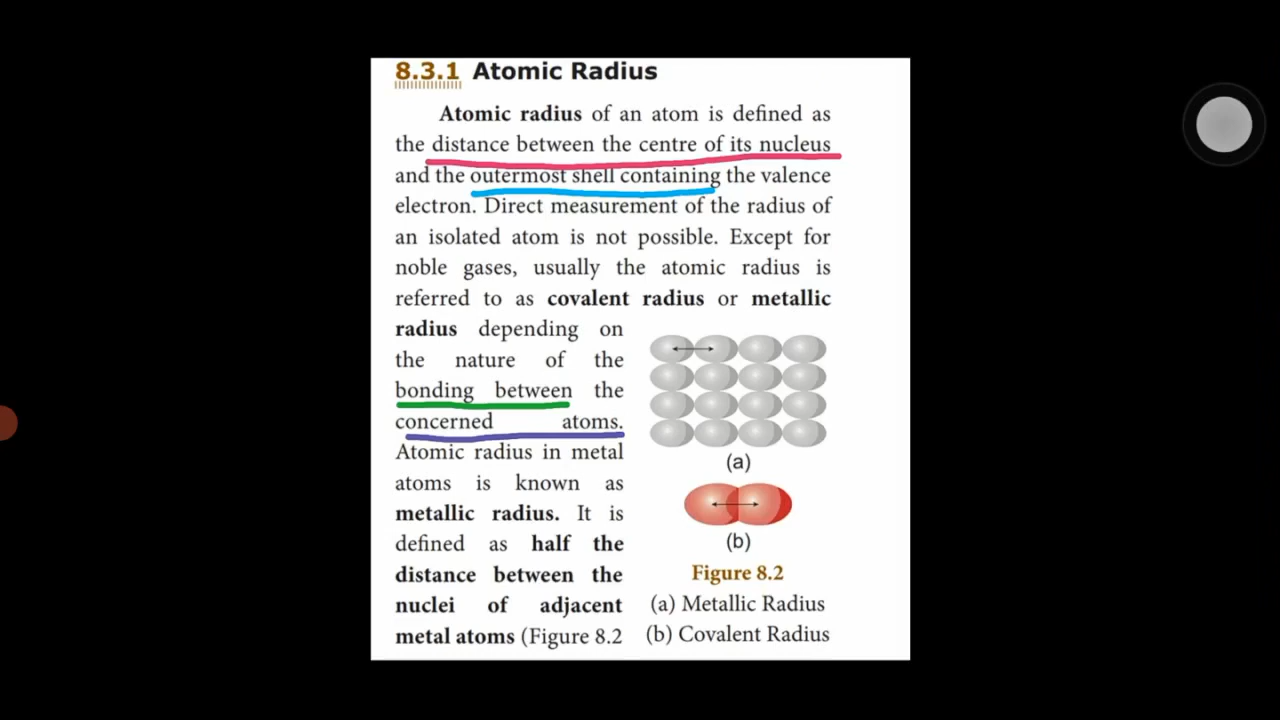 8.3.1 Atomic Radius
Atomic radius of an atom is defined as
the distance between the centre of its nucleus
and the outermost shell containing the valence
electron. Direct measurement of the radius of
an isolated atom is not possible. Except for
noble gases, usually the atomic radius is
referred to as covalent radius or metallic
radius depending on
the nature of the
bonding between the
concerned atoms.
Atomic radius in metal
atoms is known as
metallic radius. It is
defined as half the
distance between the
nuclei of adjacent
metal atoms (Figure 8.2
(a)
(b)
Figure 8.2
(a) Metallic Radius
(b) Covalent Radius